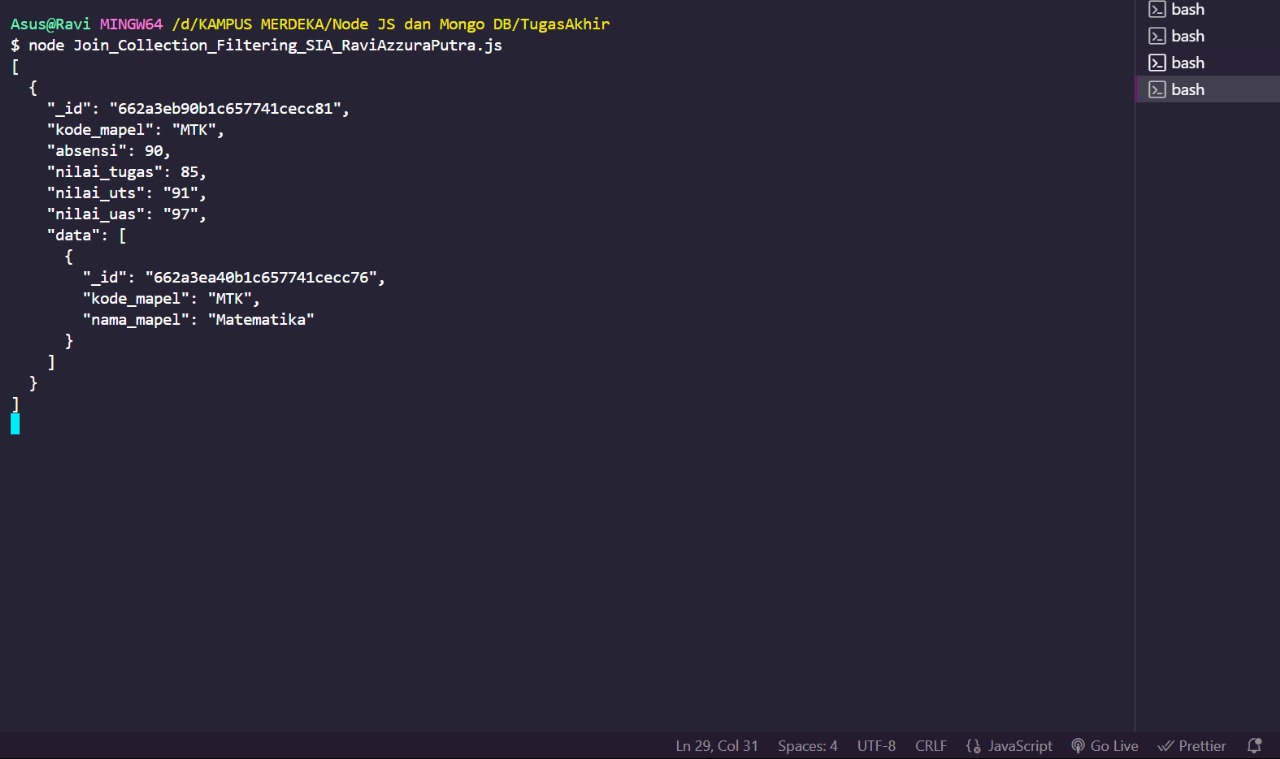 Asus@Ravi MINGW64 /d/KAMPUS MERDEKA/Node JS dan Mongo DB/TugasAkhir
$ node Join_Collection_Filtering_SIA_RaviAzzuraPutra.js
[
  {
    "_id": "662a3eb90b1c657741cecc81",
    "kode_mapel": "MTK",
    "absensi": 90,
    "nilai_tugas": 85,
    "nilai_uts": "91",
    "nilai_uas": "97",
    "data": [
      {
        "_id": "662a3ea40b1c657741cecc76",
        "kode_mapel": "MTK",
        "nama_mapel": "Matematika"
      }
    ]
  }
]
bash
bash
bash
bash
Ln 29, Col 31 Spaces: 4 UTF-8 CRLF {} JavaScript Go Live Prettier